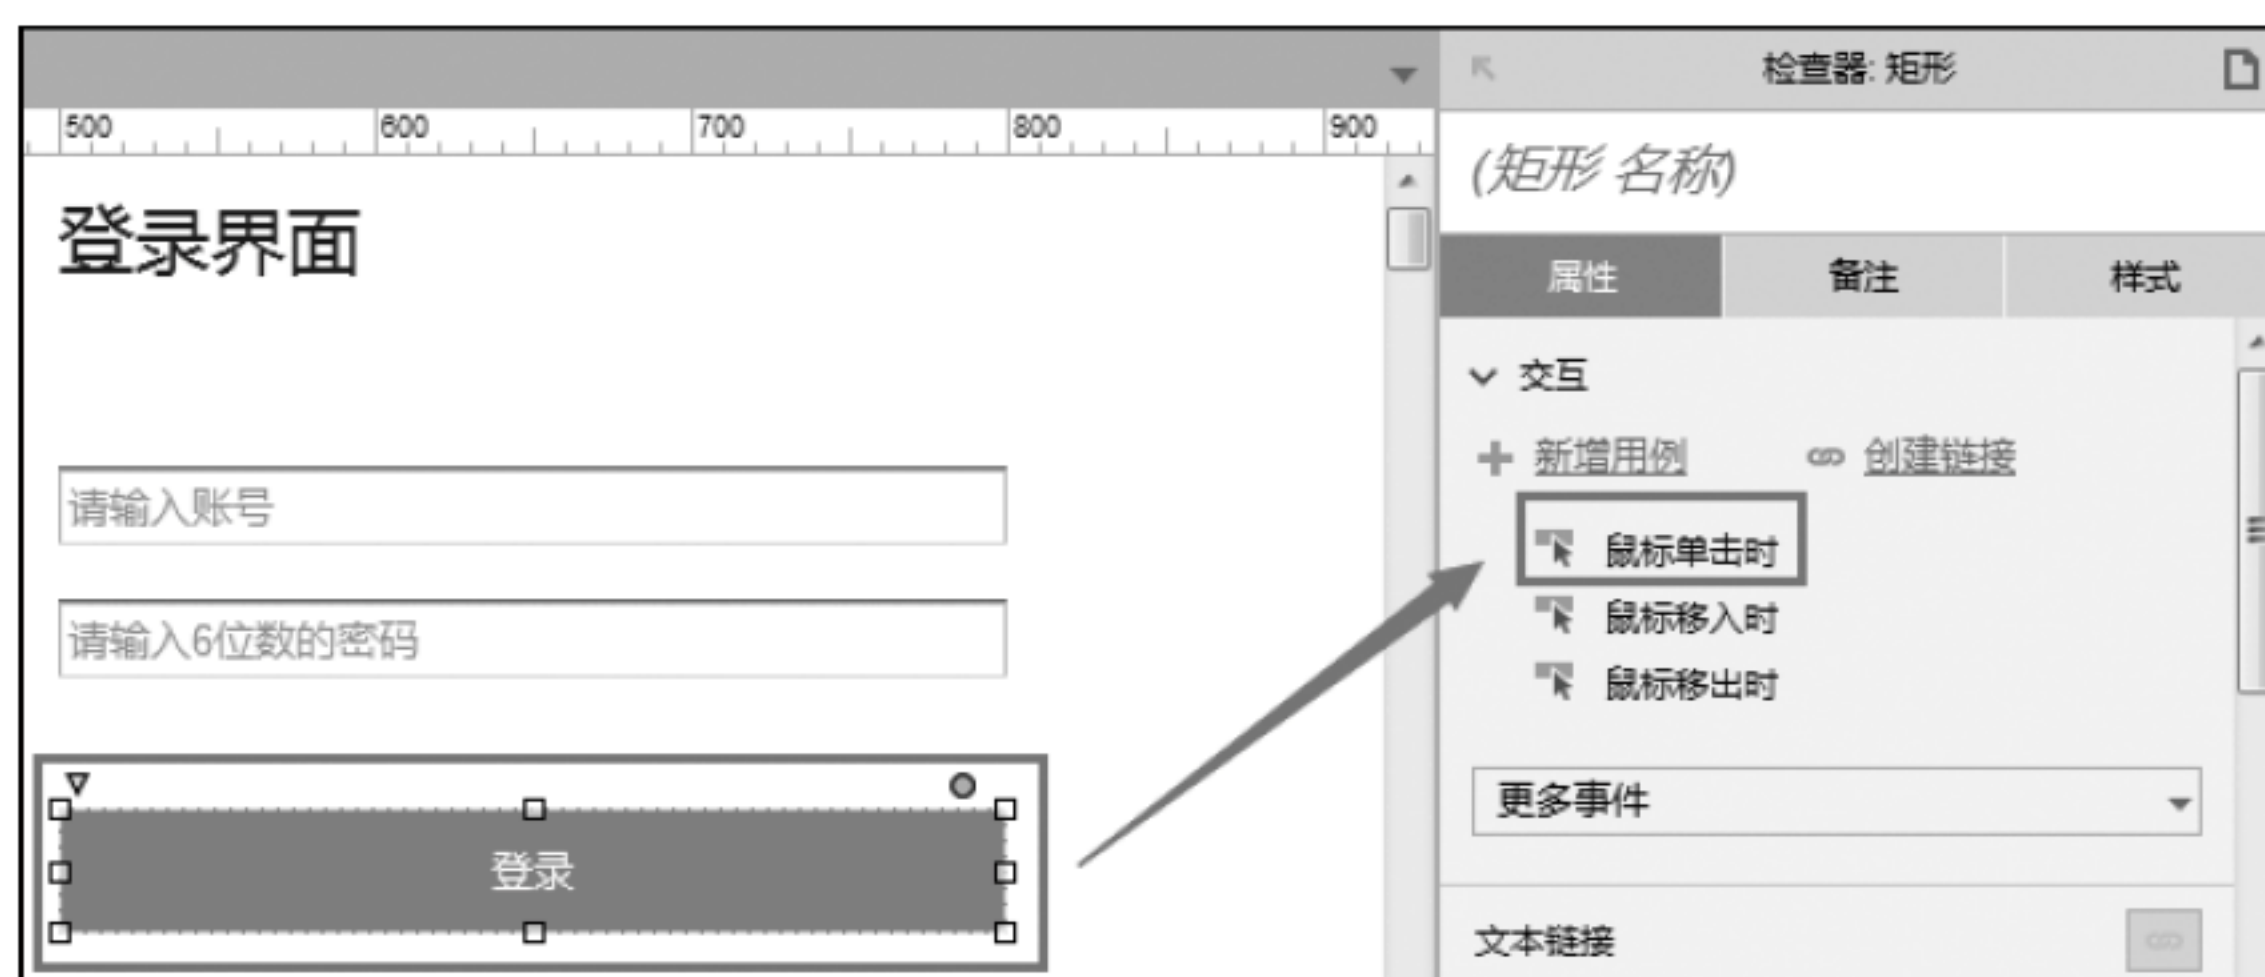 500 600 700 800 900
登录界面
请输入账号
请输入6位数的密码
登录
检查器: 矩形
(矩形 名称)
属性 备注 样式
交互
新增用例 创建链接
鼠标单击时
鼠标移入时
鼠标移出时
更多事件
文本链接